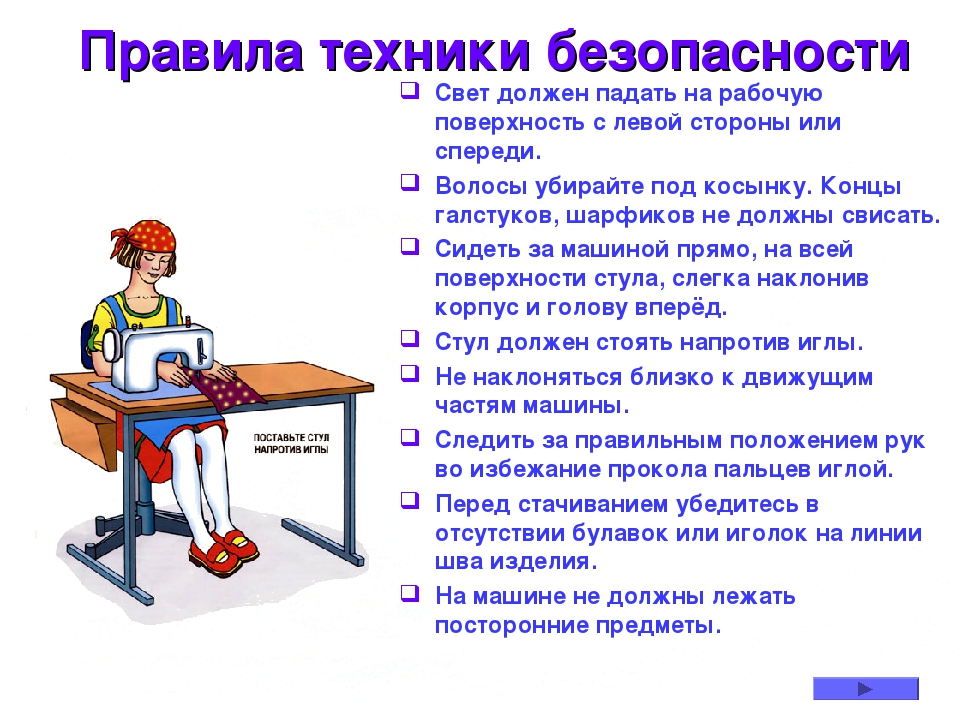 Правила техники безопасности
Свет должен падать на рабочую
поверхность с левой стороны или
спереди.
Волосы убирайте под косынку. Концы
галстуков, шарфиков не должны свисать.
Сидеть за машиной прямо, на всей
поверхности стула, слегка наклонив
корпус и голову вперёд.
Стул должен стоять напротив иглы.
Не наклоняться близко к движущим
частям машины.
Следить за правильным положением рук
во избежание прокола пальцев иглой.
Перед стачиванием убедитесь в
отсутствии булавок или иголок на линии
шва изделия.
На машине не должны лежать
посторонние предметы.
ПОСТАВЬТЕ СТУЛ
НАПРОТИВ ИГЛЫ